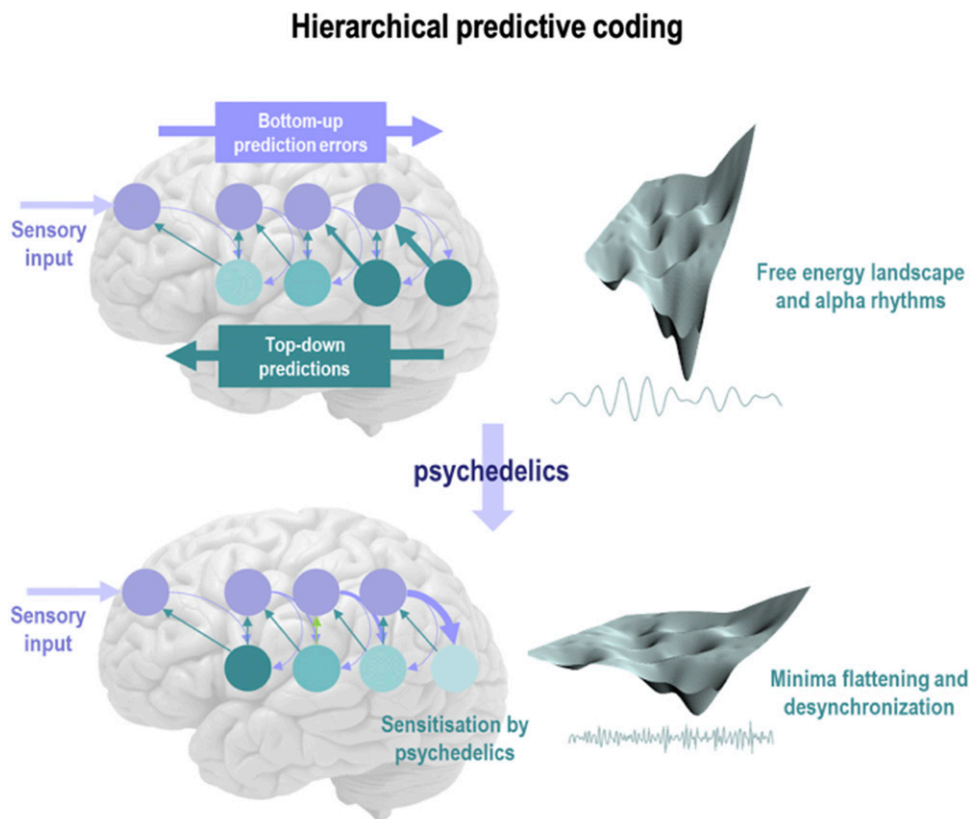 Hierarchical predictive coding
Bottom-up
prediction errors
Sensory
input
Free energy landscape
and alpha rhythms
Top-down
predictions
psychedelics
Sensory
input
Minima flattening and
desynchronization
Sensitisation by
psychedelics